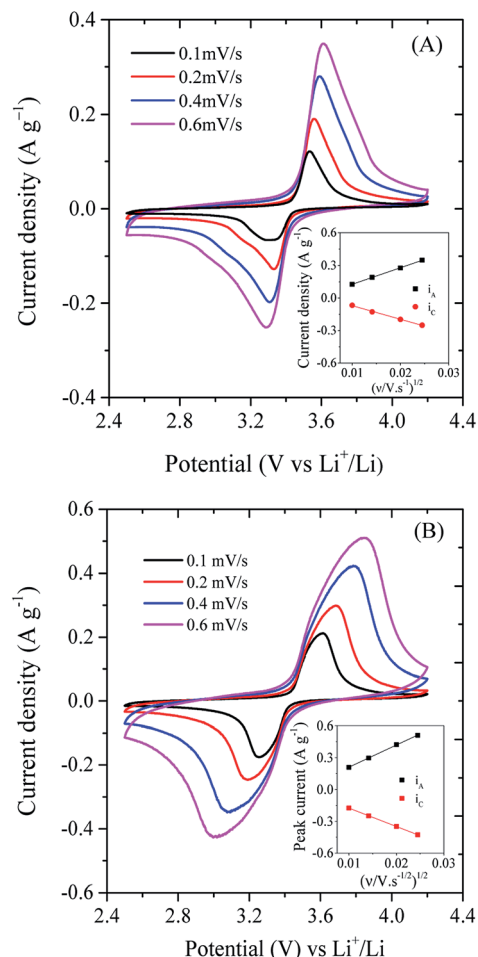 (A)
0.1mV/s
0.2mV/s
0.4mV/s
0.6mV/s
Current density (A g⁻¹)
0.4
0.2
0.0
-0.2
-0.4
2.4 3.0 3.6 4.0 4.4
Potential (V vs Li⁺/Li)
Current density (A g⁻¹)
0.6
0.3
0.0
-0.3
-0.6
i_A
i_C
0.01 0.02 0.03
(ν/V.s⁻¹)^1/2
(B)
0.1 mV/s
0.2 mV/s
0.4 mV/s
0.6 mV/s
Current density (A g⁻¹)
0.6
0.4
0.2
0.0
-0.2
-0.4
-0.6
2.4 3.0 3.6 4.0 4.4
Potential (V) vs Li⁺/Li
Peak current (A g⁻¹)
0.6
0.3
0.0
-0.3
-0.6
i_A
i_C
0.01 0.02 0.03
(ν/V.s^-1/2)^1/2